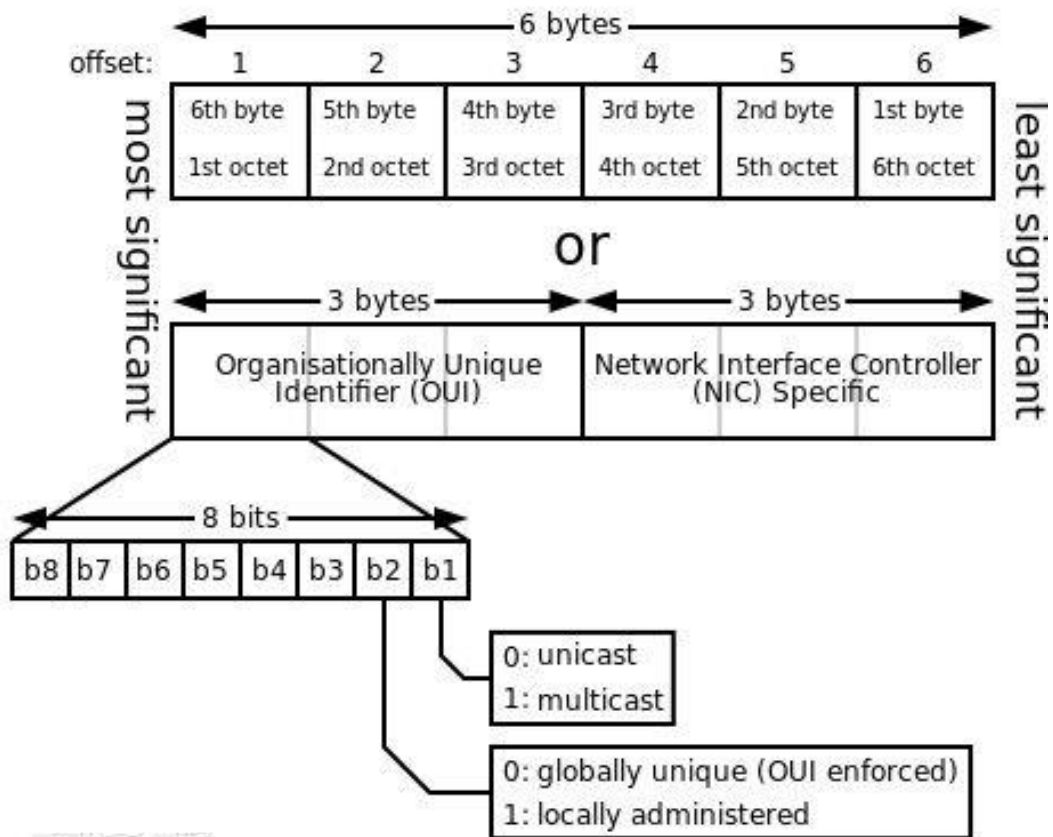 6 bytes
offset: 1 2 3 4 5 6
most significant
6th byte 5th byte 4th byte 3rd byte 2nd byte 1st byte
1st octet 2nd octet 3rd octet 4th octet 5th octet 6th octet
least significant
or
3 bytes 3 bytes
Organisationally Unique
Identifier (OUI)
Network Interface Controller
(NIC) Specific
8 bits
b8 b7 b6 b5 b4 b3 b2 b1
0: unicast
1: multicast
0: globally unique (OUI enforced)
1: locally administered